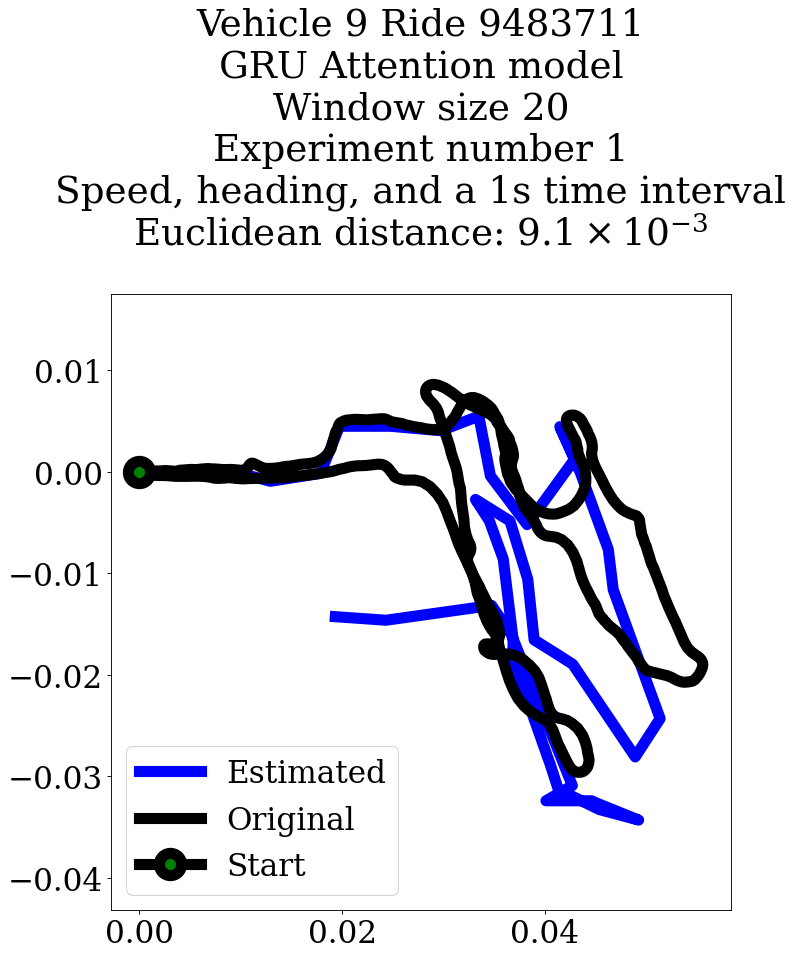 Vehicle 9 Ride 9483711
GRU Attention model
Window size 20
Experiment number 1
Speed, heading, and a 1s time interval
Euclidean distance: 9.1 × 10⁻³
0.01
0.00
−0.01
−0.02
−0.03
−0.04
Estimated
Original
Start
0.00 0.02 0.04